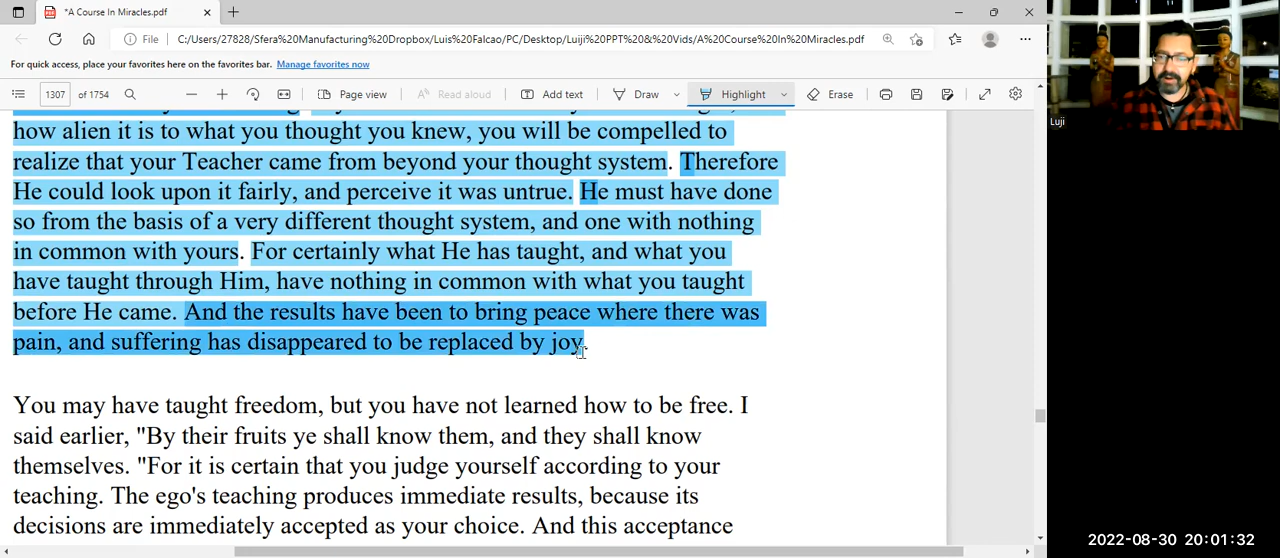 *A Course In Miracles.pdf
File
C:/Users/27828/Sfera%20Manufacturing%20Dropbox/Luis%20Falcao/PC/Desktop/Luiji%20PPT%20&%20Vids/A%20Course%20In%20Miracles.pdf
For quick access, place your favorites here on the favorites bar. Manage favorites now
1307 of 1754
Page view
Read aloud
Add text
Draw
Highlight
Erase
how alien it is to what you thought you knew, you will be compelled to
realize that your Teacher came from beyond your thought system. Therefore
He could look upon it fairly, and perceive it was untrue. He must have done
so from the basis of a very different thought system, and one with nothing
in common with yours. For certainly what He has taught, and what you
have taught through Him, have nothing in common with what you taught
before He came. And the results have been to bring peace where there was
pain, and suffering has disappeared to be replaced by joy.
You may have taught freedom, but you have not learned how to be free. I
said earlier, "By their fruits ye shall know them, and they shall know
themselves. "For it is certain that you judge yourself according to your
teaching. The ego's teaching produces immediate results, because its
decisions are immediately accepted as your choice. And this acceptance
Luji
2022-08-30 20:01:32